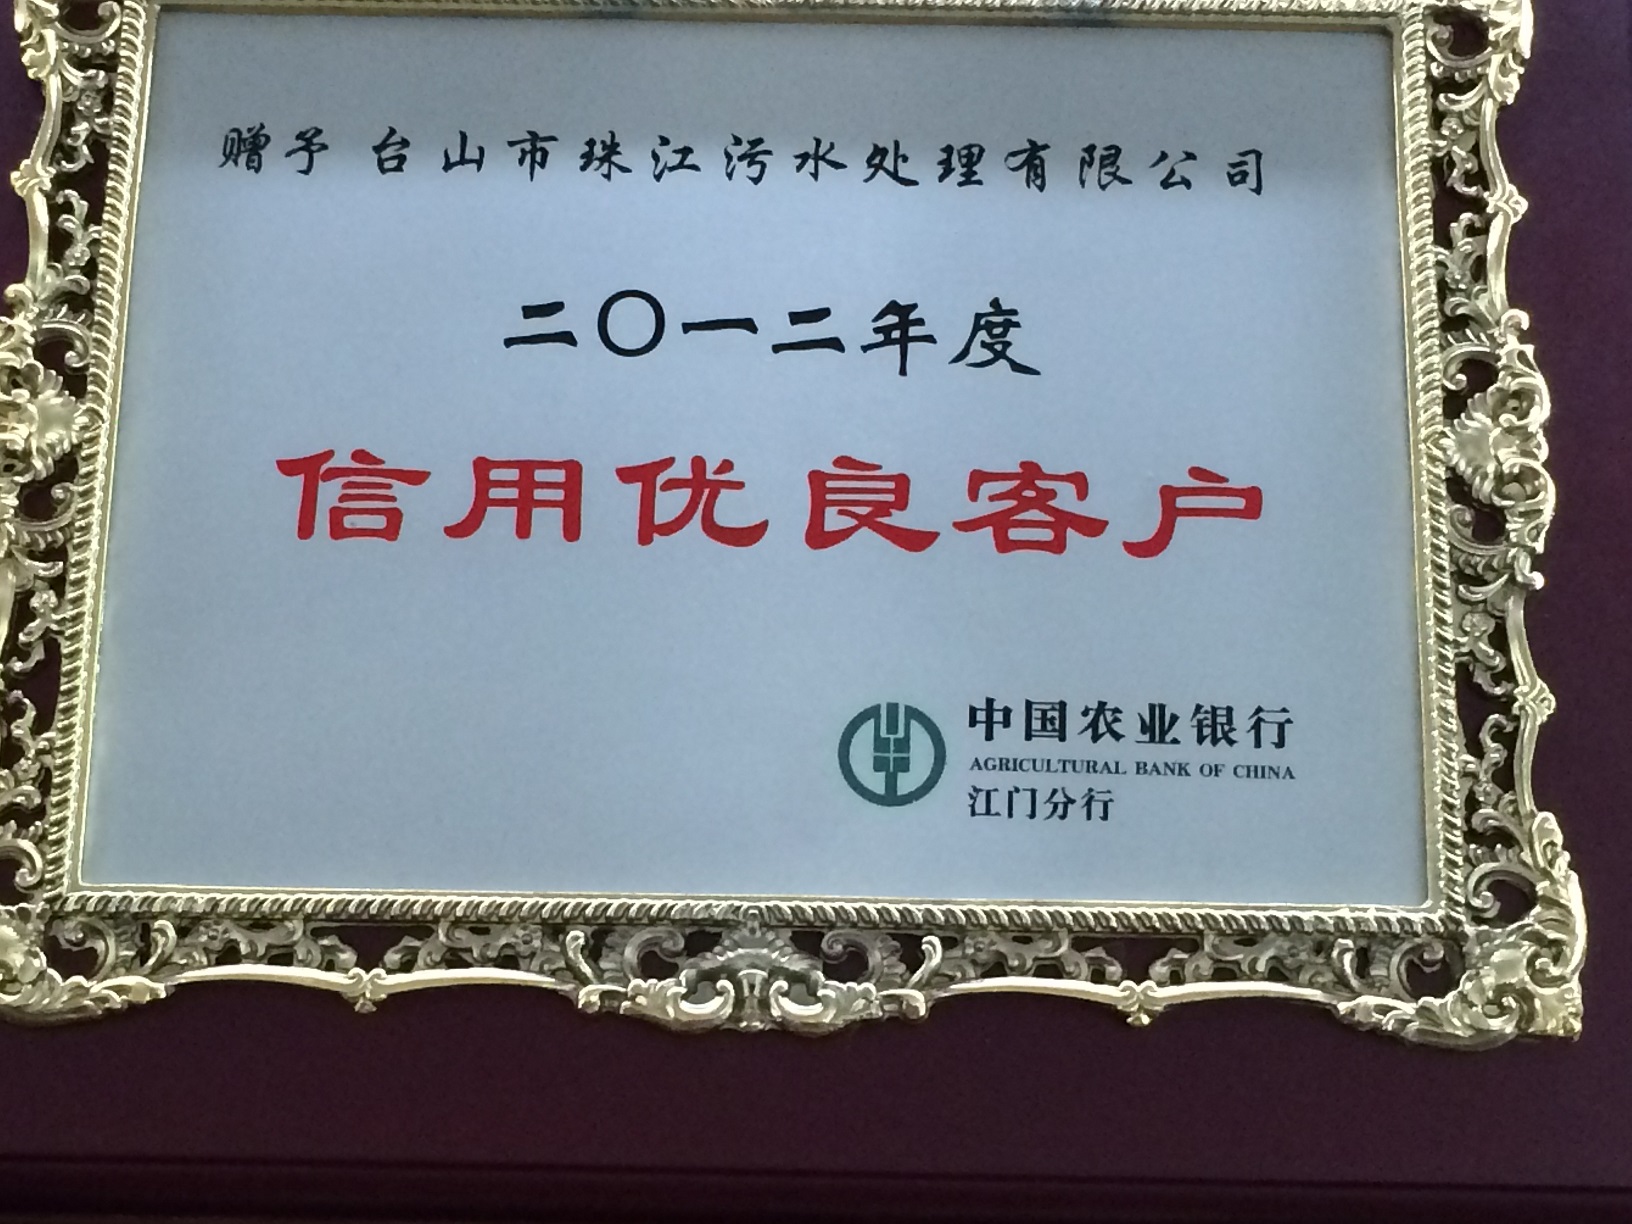 赠予 台山市珠江污水处理有限公司
二〇一二年度
信用优良客户
中国农业银行
AGRICULTURAL BANK OF CHINA
江门分行